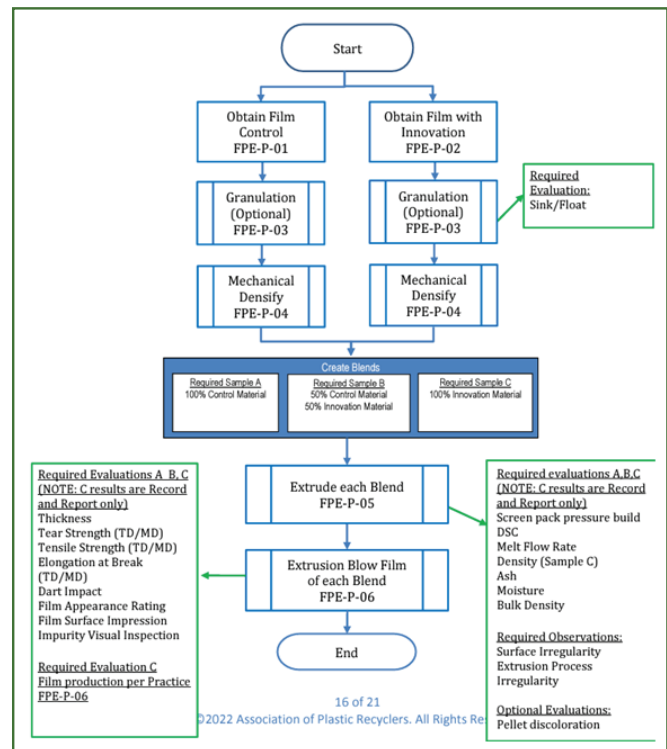 Start
Obtain Film
Control
FPE-P-01
Obtain Film with
Innovation
FPE-P-02
Granulation
(Optional)
FPE-P-03
Granulation
(Optional)
FPE-P-03
Required
Evaluation:
Sink/Float
Mechanical
Densify
FPE-P-04
Mechanical
Densify
FPE-P-04
Create Blends
Required Sample A
100% Control Material
Required Sample B
50% Control Material
50% Innovation Material
Required Sample C
100% Innovation Material
Extrude each Blend
FPE-P-05
Required evaluations A,B,C
(NOTE: C results are Record
and Report only)
Screen pack pressure build
DSC
Melt Flow Rate
Density (Sample C)
Ash
Moisture
Bulk Density
Required Observations:
Surface Irregularity
Extrusion Process
Irregularity
Optional Evaluations:
Pellet discoloration
Extrusion Blow Film
of each Blend
FPE-P-06
Required Evaluations A B, C
(NOTE: C results are Record
and Report only)
Thickness
Tear Strength (TD/MD)
Tensile Strength (TD/MD)
Elongation at Break
(TD/MD)
Dart Impact
Film Appearance Rating
Film Surface Impression
Impurity Visual Inspection
Required Evaluation C
Film production per Practice
FPE-P-06
End
16 of 21
©2022 Association of Plastic Recyclers. All Rights Res